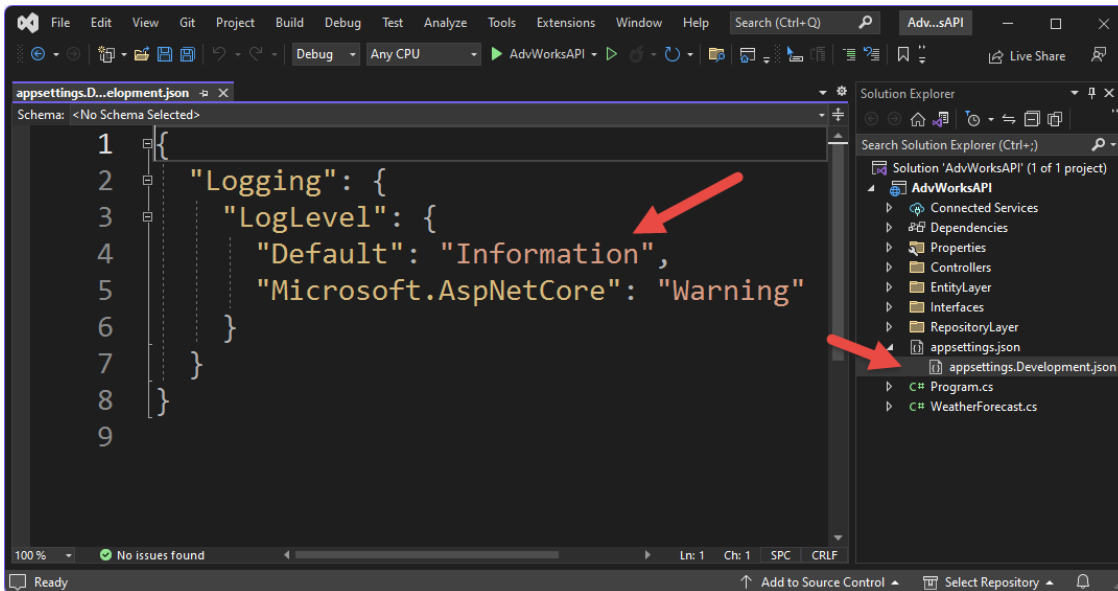 File Edit View Git Project Build Debug Test Analyze Tools Extensions Window Help Search (Ctrl+Q) Adv...sAPI
Debug Any CPU AdvWorksAPI Live Share
appsettings.D...elopment.json
Schema: <No Schema Selected>
1 {
2 "Logging": {
3 "LogLevel": {
4 "Default": "Information",
5 "Microsoft.AspNetCore": "Warning"
6 }
7 }
8 }
9
100 % No issues found Ln: 1 Ch: 1 SPC CRLF
Solution Explorer
Search Solution Explorer (Ctrl+;)
Solution 'AdvWorksAPI' (1 of 1 project)
AdvWorksAPI
Connected Services
Dependencies
Properties
Controllers
EntityLayer
Interfaces
RepositoryLayer
appsettings.json
appsettings.Development.json
C# Program.cs
C# WeatherForecast.cs
Ready Add to Source Control Select Repository